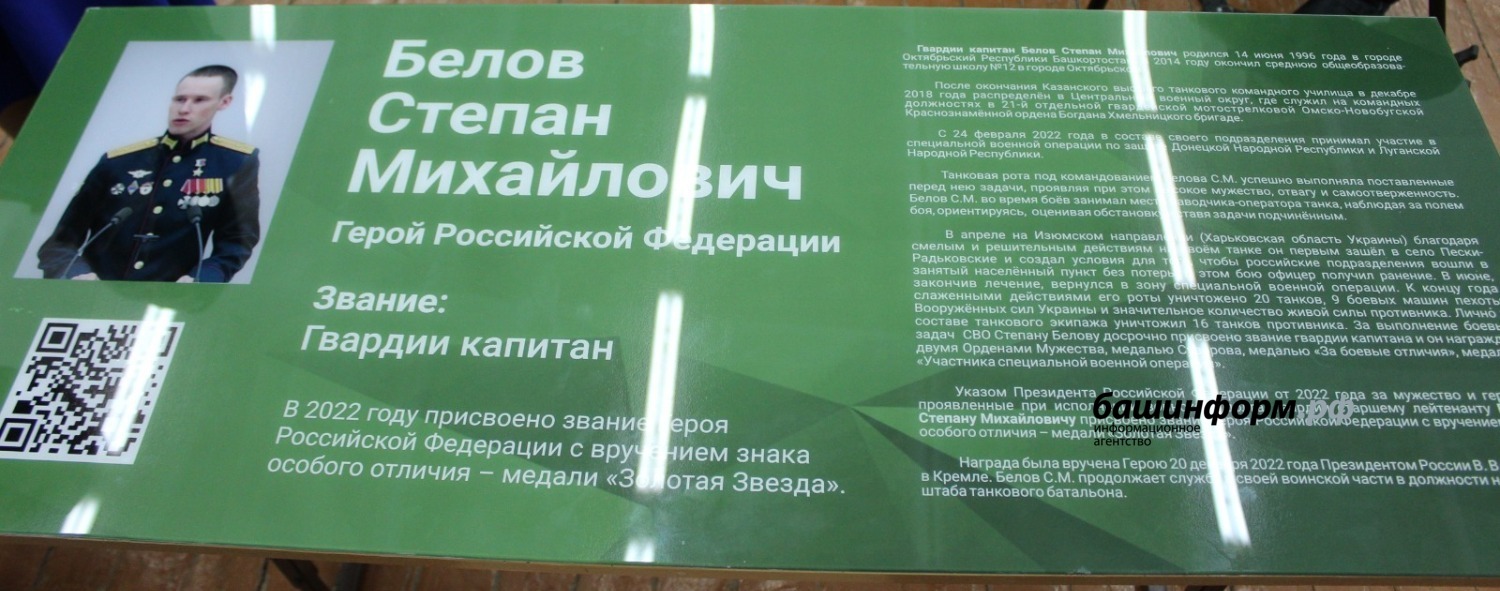 Белов
Степан
Михайлович
Герой Российской Федерации
Звание:
Гвардии капитан
В 2022 году присвоено звание Героя
Российской Федерации с вручением знака
особого отличия – медали «Золотая Звезда».
Гвардии капитан Белов Степан Михайлович родился 14 июня 1996 года в городе
Октябрьский Республики Башкортостан. 2014 году окончил среднюю общеобразова-
тельную школу №12 в городе Октябрьском.
После окончания Казанского высшего танкового командного училища в декабре
2018 года распределён в Центральный военный округ, где служил на командных
должностях в 21-й отдельной гвардейской мотострелковой Омско-Новобугской
Краснознамённой ордена Богдана Хмельницкого бригаде.
С 24 февраля 2022 года в составе своего подразделения принимал участие в
специальной военной операции по защите Донецкой Народной Республики и Луганской
Народной Республики.
Танковая рота под командованием Белова С.М. успешно выполняла поставленные
перед нею задачи, проявляя при этом высокое мужество, отвагу и самоотверженность.
Белов С.М. во время боёв занимал место наводчика-оператора танка, наблюдая за полем
боя, ориентируясь, оценивая обстановку, ставя задачи подчинённым.
В апреле на Изюмском направлении (Харьковская область Украины) благодаря
смелым и решительным действиям на своём танке он первым зашёл в село Пески-
Радьковские и создал условия для того, чтобы российские подразделения вошли в
занятый населённый пункт без потерь. этом бою офицер получил ранение. В июне,
закончив лечение, вернулся в зону специальной военной операции. К концу года
слаженными действиями его роты уничтожено 20 танков, 9 боевых машин пехоты
Вооружённых сил Украины и значительное количество живой силы противника. Лично
составе танкового экипажа уничтожил 16 танков противника. За выполнение
задач СВО Степану Белову досрочно присвоено звание гвардии капитана и он
двумя Орденами Мужества, медалью Суворова, медалью «За боевые отличия»,
«Участника специальной военной операции».
Указом Президента Российской Федерации от 2022 года за мужество и
проявленные при старшему лейтенанту
Степану Михайловичу присвоено звание Героя Российской Федерации с
особого отличия – медали «Золотая Звезда».
Награда была вручена Герою 20 декабря 2022 года Президентом России В.В.
в Кремле. Белов С.М. продолжает службу в своей воинской части в должности
штаба танкового батальона.
башинформ.рф
информационное
агентство